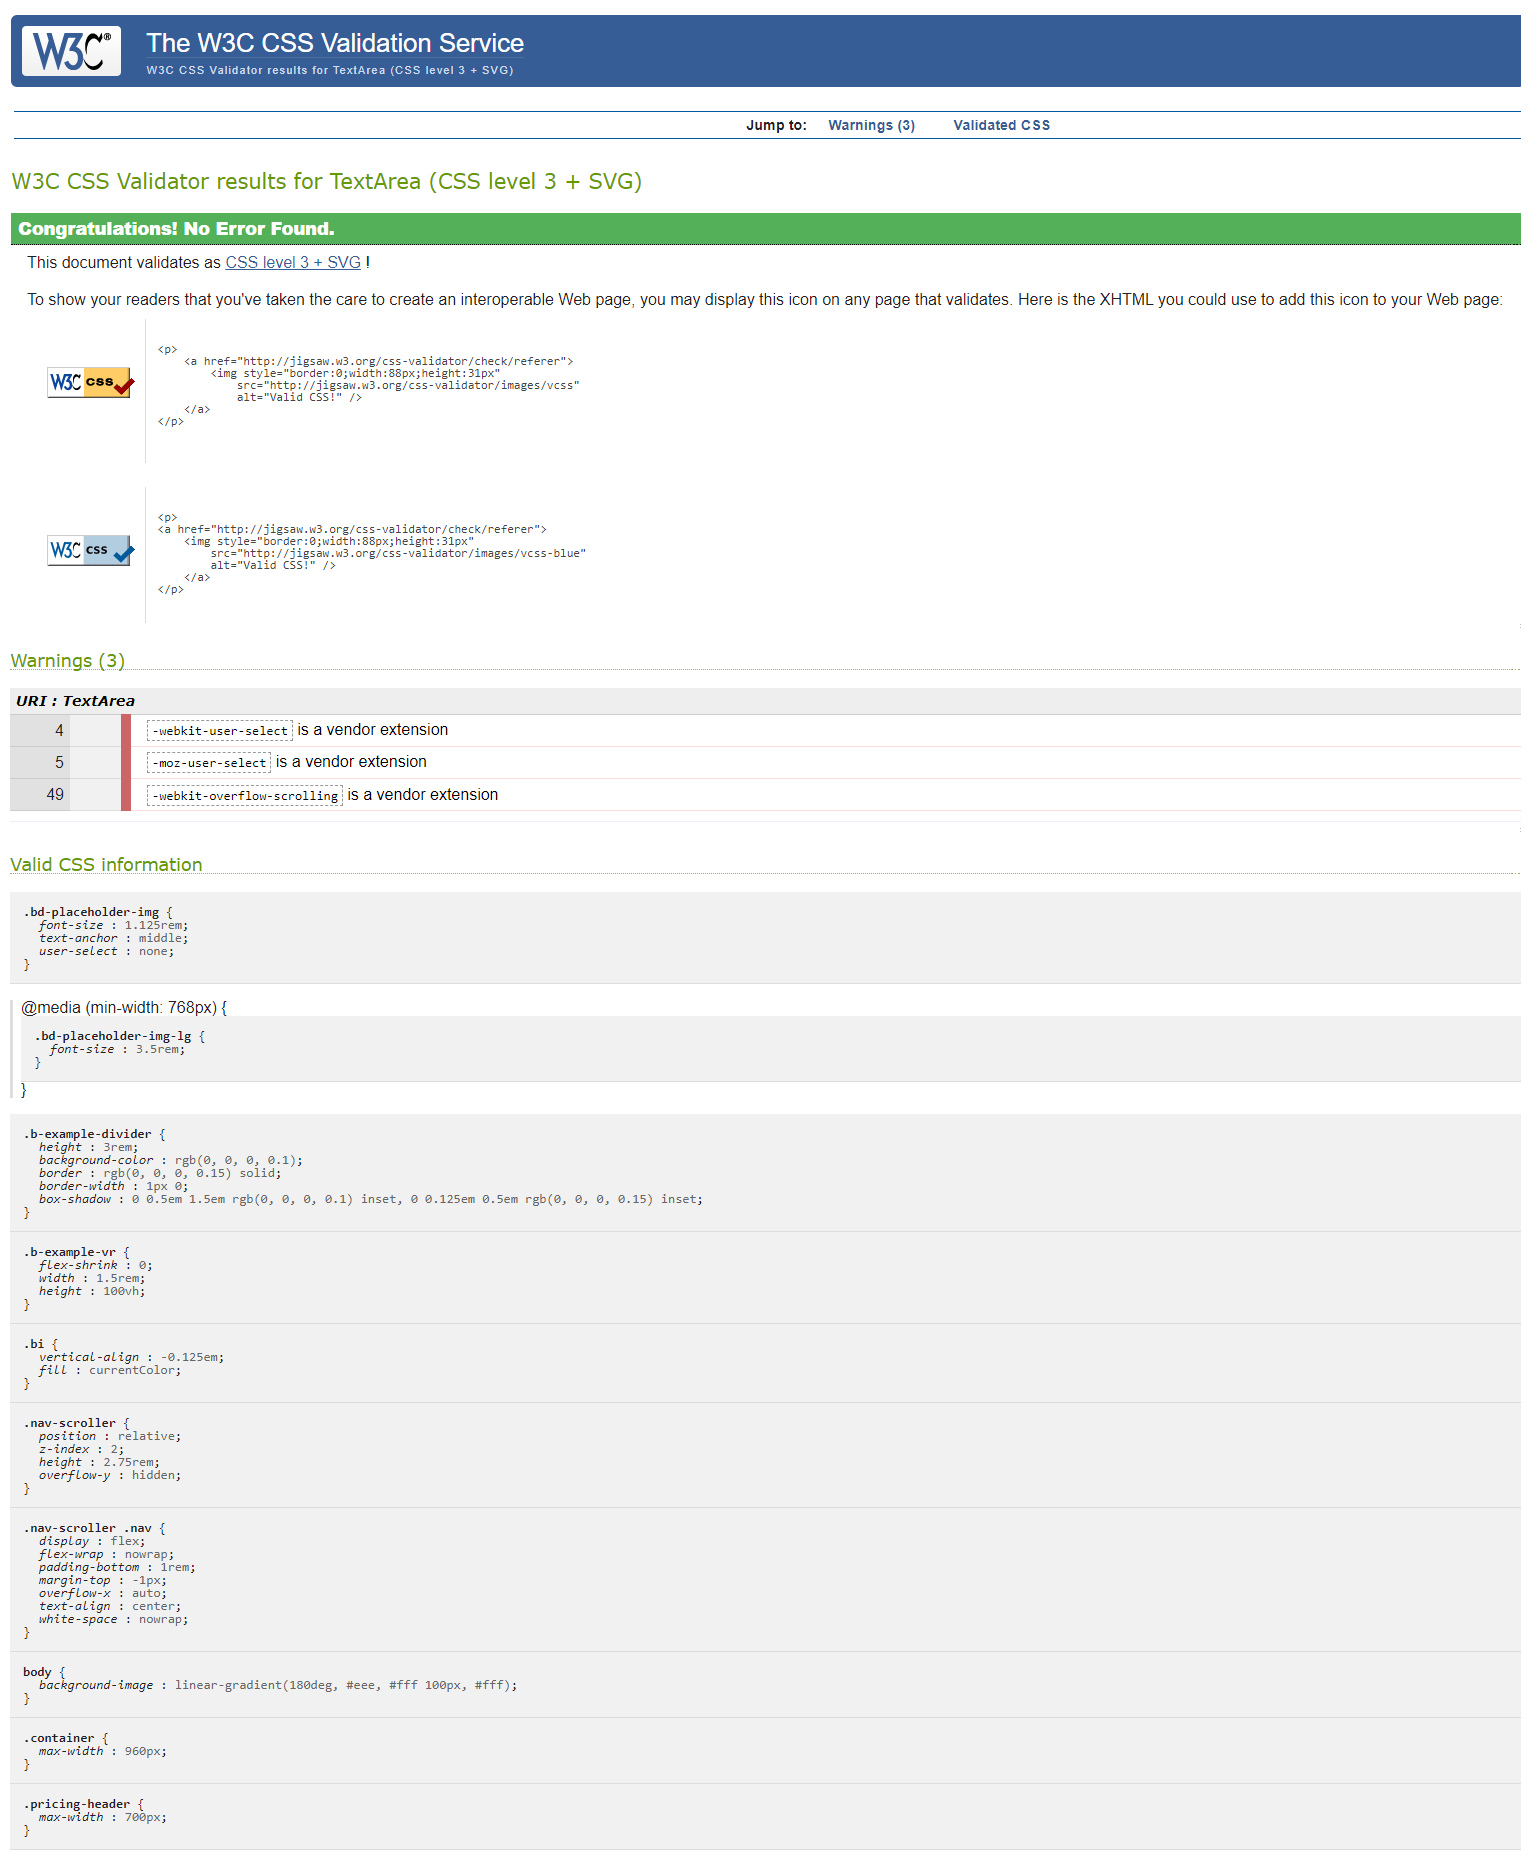 W3C® The W3C CSS Validation Service
W3C CSS Validator results for TextArea (CSS level 3 + SVG)
Jump to: Warnings (3) Validated CSS
W3C CSS Validator results for TextArea (CSS level 3 + SVG)
Congratulations! No Error Found.
This document validates as CSS level 3 + SVG !
To show your readers that you've taken the care to create an interoperable Web page, you may display this icon on any page that validates. Here is the XHTML you could use to add this icon to your Web page:
W3C css
<p>
<a href="http://jigsaw.w3.org/css-validator/check/referer">
<img style="border:0;width:88px;height:31px"
src="http://jigsaw.w3.org/css-validator/images/vcss"
alt="Valid CSS!" />
</a>
</p>
W3C css
<p>
<a href="http://jigsaw.w3.org/css-validator/check/referer">
<img style="border:0;width:88px;height:31px"
src="http://jigsaw.w3.org/css-validator/images/vcss-blue"
alt="Valid CSS!" />
</a>
</p>
Warnings (3)
URI : TextArea
4 -webkit-user-select is a vendor extension
5 -moz-user-select is a vendor extension
49 -webkit-overflow-scrolling is a vendor extension
Valid CSS information
.bd-placeholder-img {
font-size : 1.125rem;
text-anchor : middle;
user-select : none;
}
@media (min-width: 768px) {
.bd-placeholder-img-lg {
font-size : 3.5rem;
}
}
.b-example-divider {
height : 3rem;
background-color : rgb(0, 0, 0, 0.1);
border : rgb(0, 0, 0, 0.15) solid;
border-width : 1px 0;
box-shadow : 0 0.5em 1.5em rgb(0, 0, 0, 0.1) inset, 0 0.125em 0.5em rgb(0, 0, 0, 0.15) inset;
}
.b-example-vr {
flex-shrink : 0;
width : 1.5rem;
height : 100vh;
}
.bi {
vertical-align : -0.125em;
fill : currentColor;
}
.nav-scroller {
position : relative;
z-index : 2;
height : 2.75rem;
overflow-y : hidden;
}
.nav-scroller .nav {
display : flex;
flex-wrap : nowrap;
padding-bottom : 1rem;
margin-top : -1px;
overflow-x : auto;
text-align : center;
white-space : nowrap;
}
body {
background-image : linear-gradient(180deg, #eee, #fff 100px, #fff);
}
.container {
max-width : 960px;
}
.pricing-header {
max-width : 700px;
}